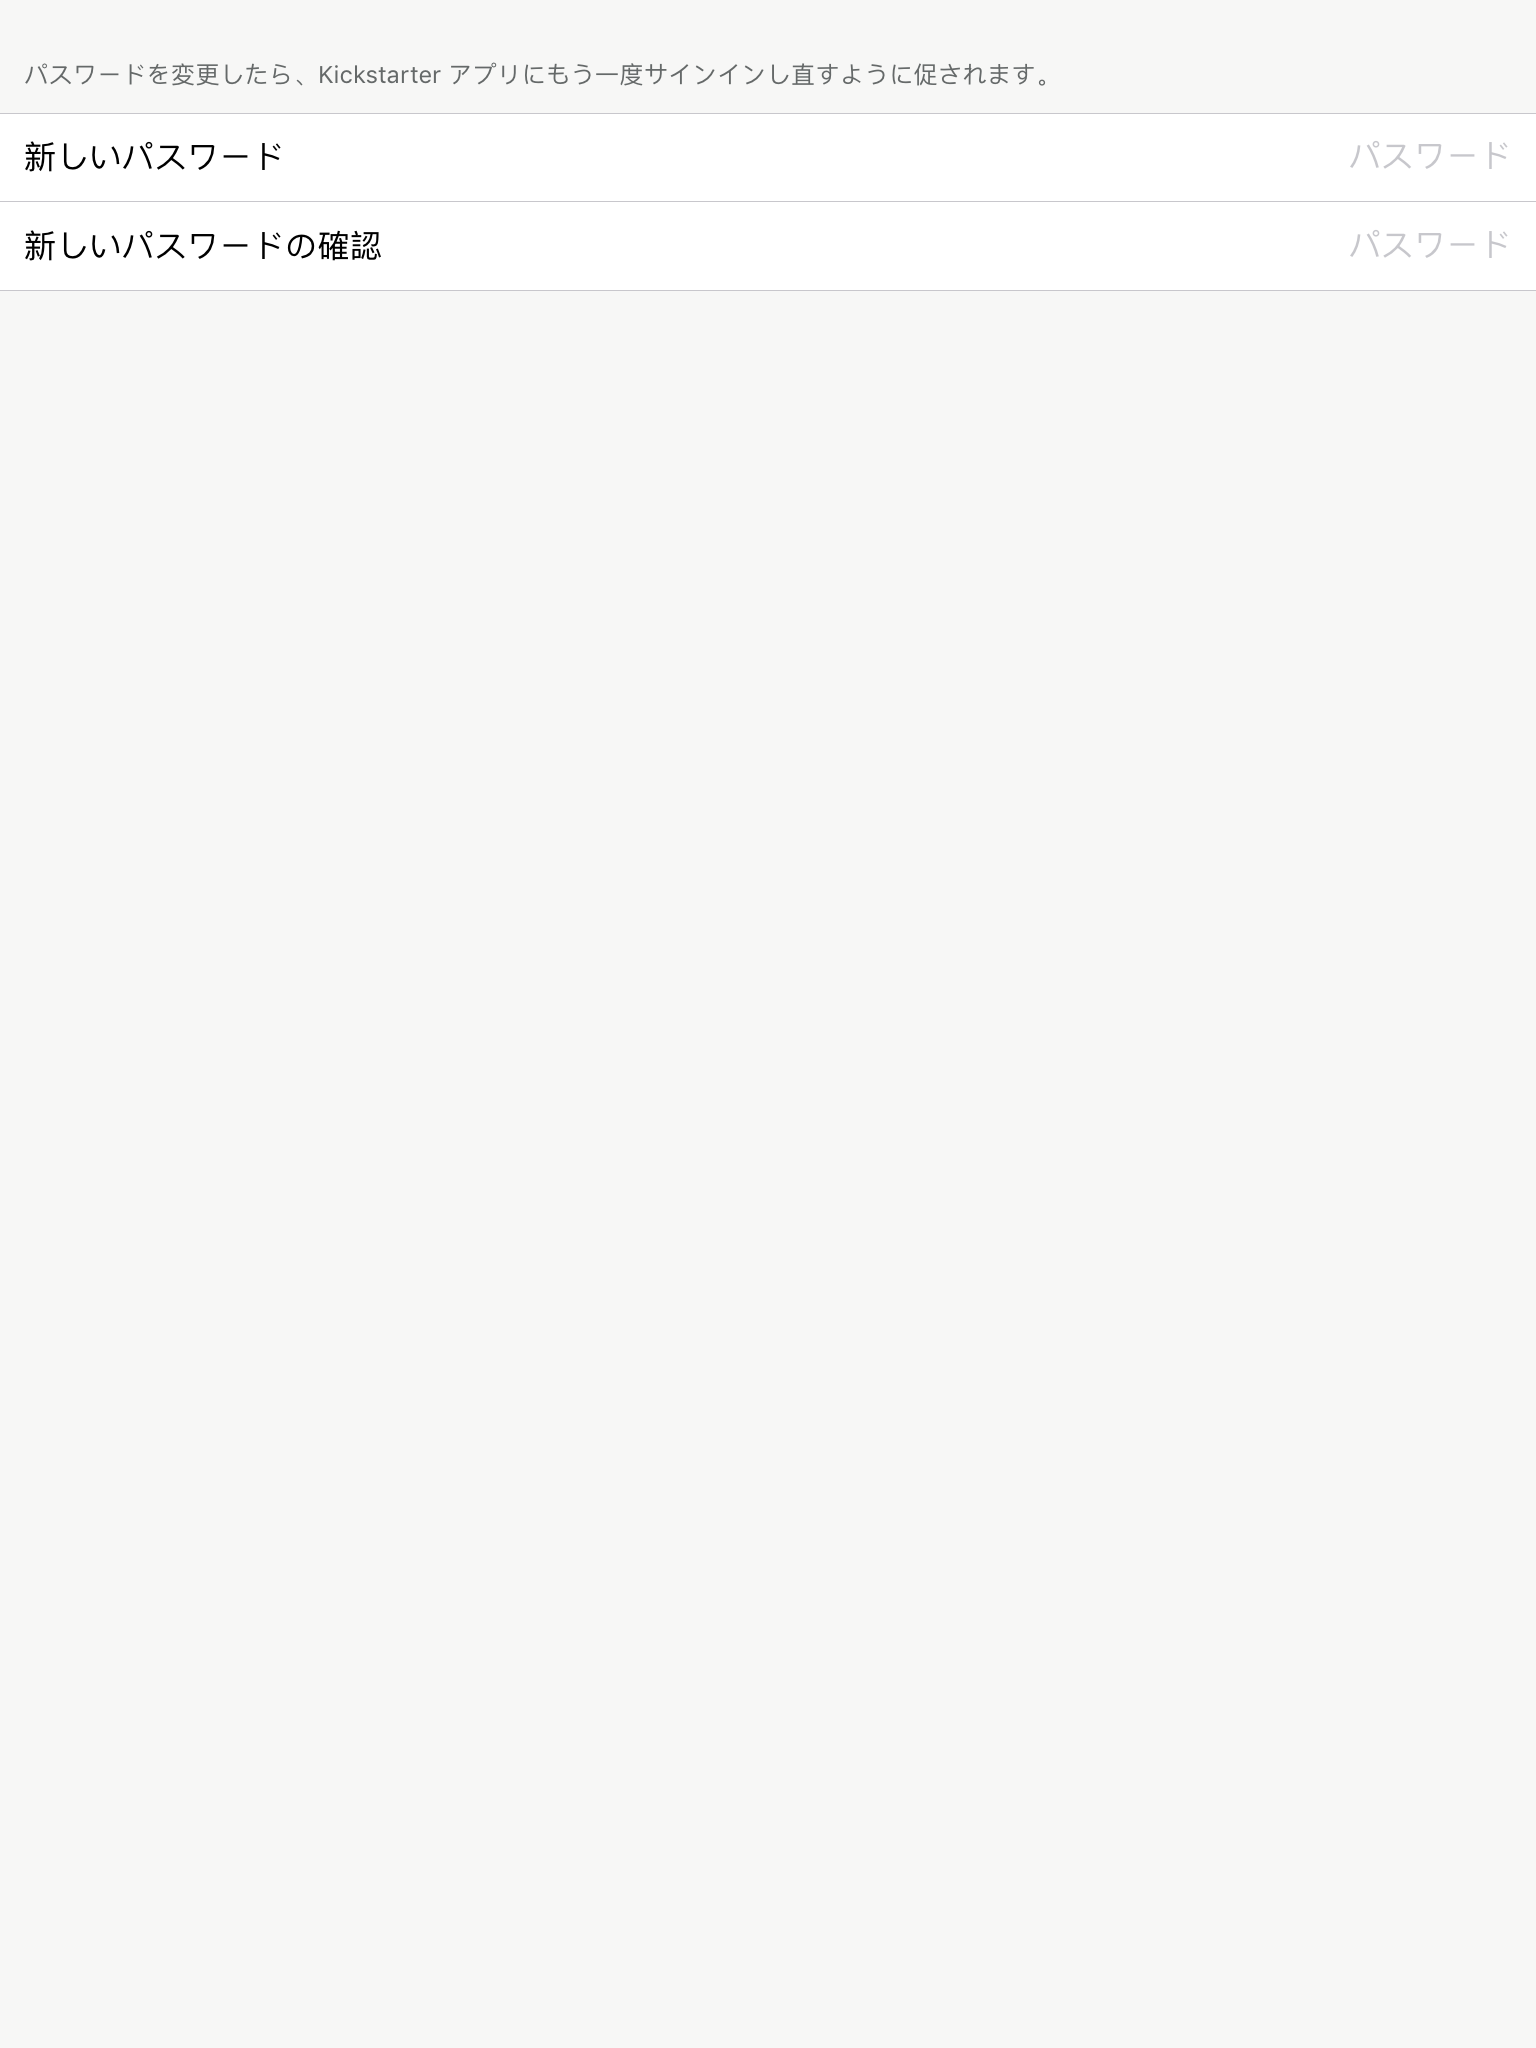 パスワードを変更したら、Kickstarter アプリにもう一度サインインし直すように促されます。
新しいパスワード パスワード
新しいパスワードの確認 パスワード